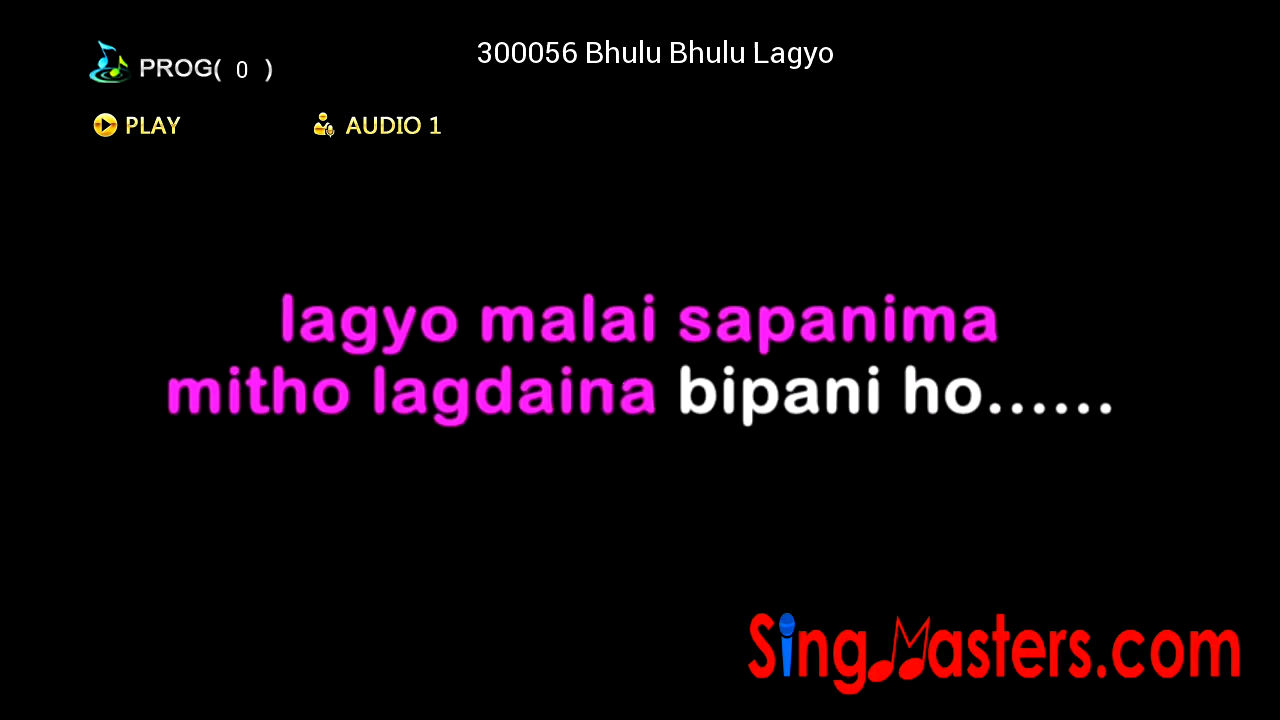 300056 Bhulu Bhulu Lagyo
PROG( 0 )
PLAY AUDIO 1
lagyo malai sapanima
mitho lagdaina bipani ho......
SingMasters.com